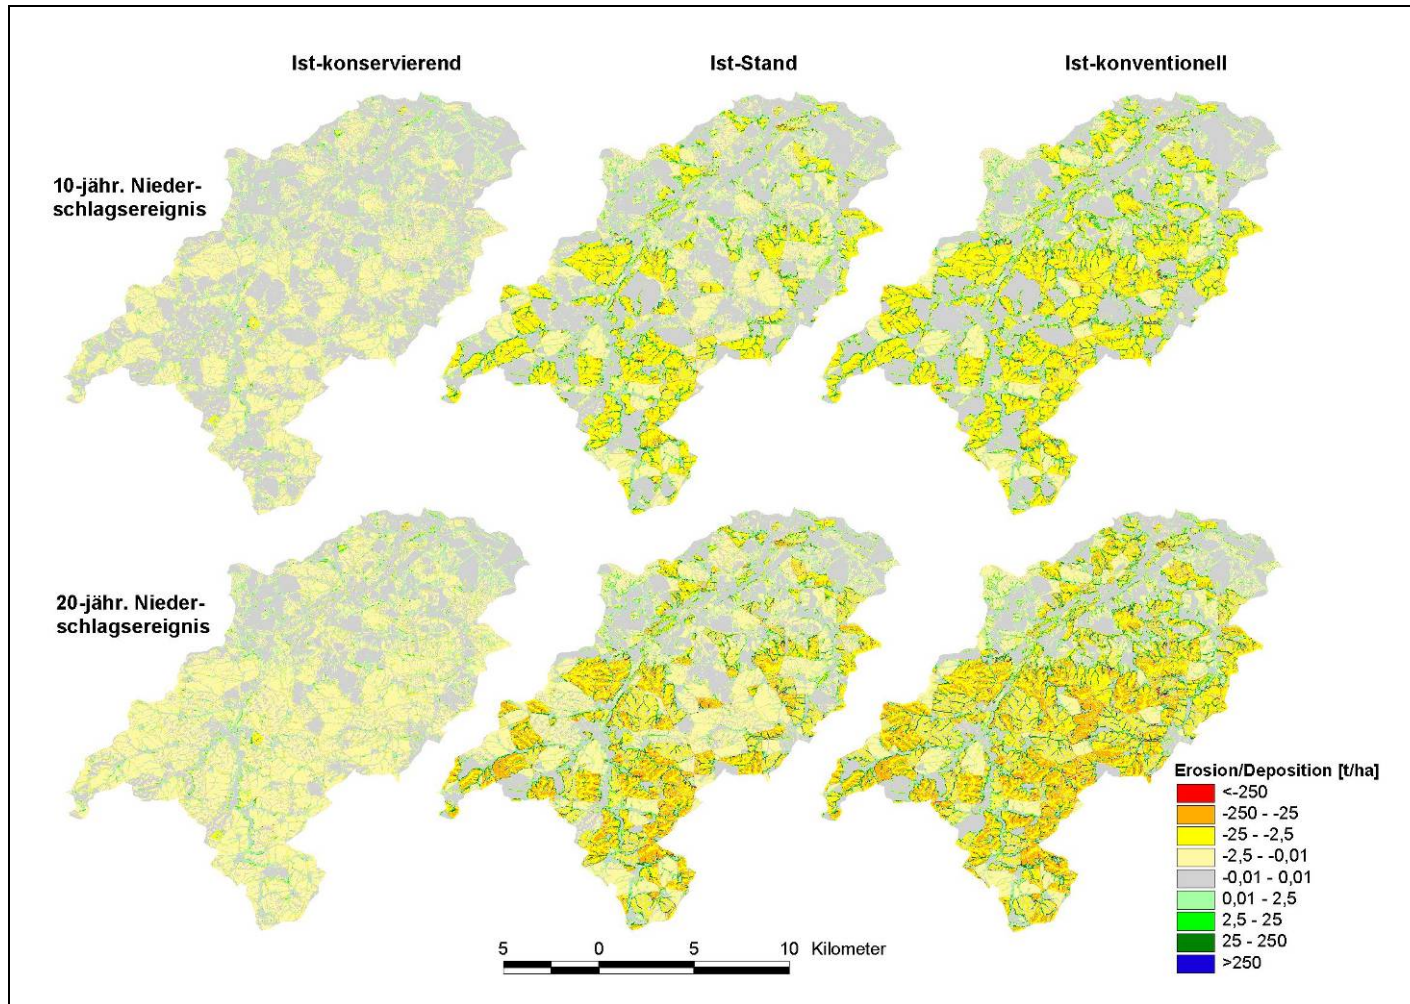 Ist-konservierend
Ist-Stand
Ist-konventionell
10-jähr. Nieder-
schlagsereignis
20-jähr. Nieder-
schlagsereignis
Erosion/Deposition [t/ha]
<-250
-250 - -25
-25 - -2,5
-2,5 - -0,01
-0,01 - 0,01
0,01 - 2,5
2,5 - 25
25 - 250
>250
5 0 5 10 Kilometer